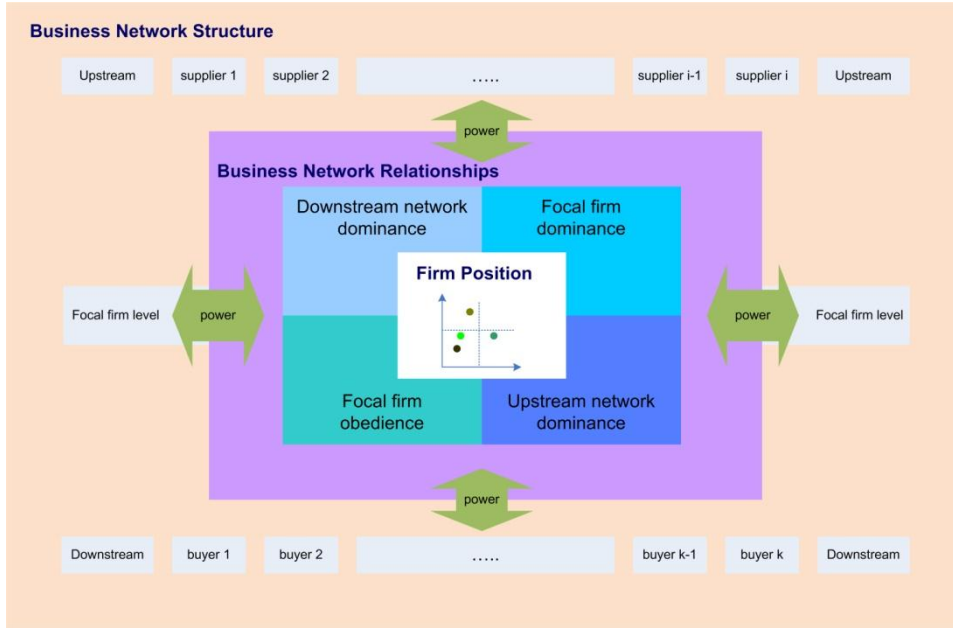 Business Network Structure
Upstream
supplier 1
supplier 2
.....
supplier i-1
supplier i
Upstream
power
Business Network Relationships
Downstream network
dominance
Focal firm
dominance
Firm Position
Focal firm level
power
power
Focal firm level
Focal firm
obedience
Upstream network
dominance
power
Downstream
buyer 1
buyer 2
.....
buyer k-1
buyer k
Downstream